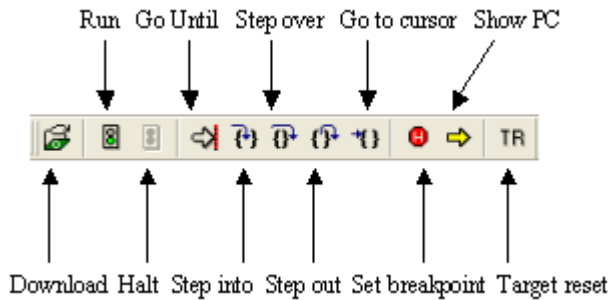 Run Go Until Step over Go to cursor Show PC
H TR
Download Halt Step into Step out Set breakpoint Target reset